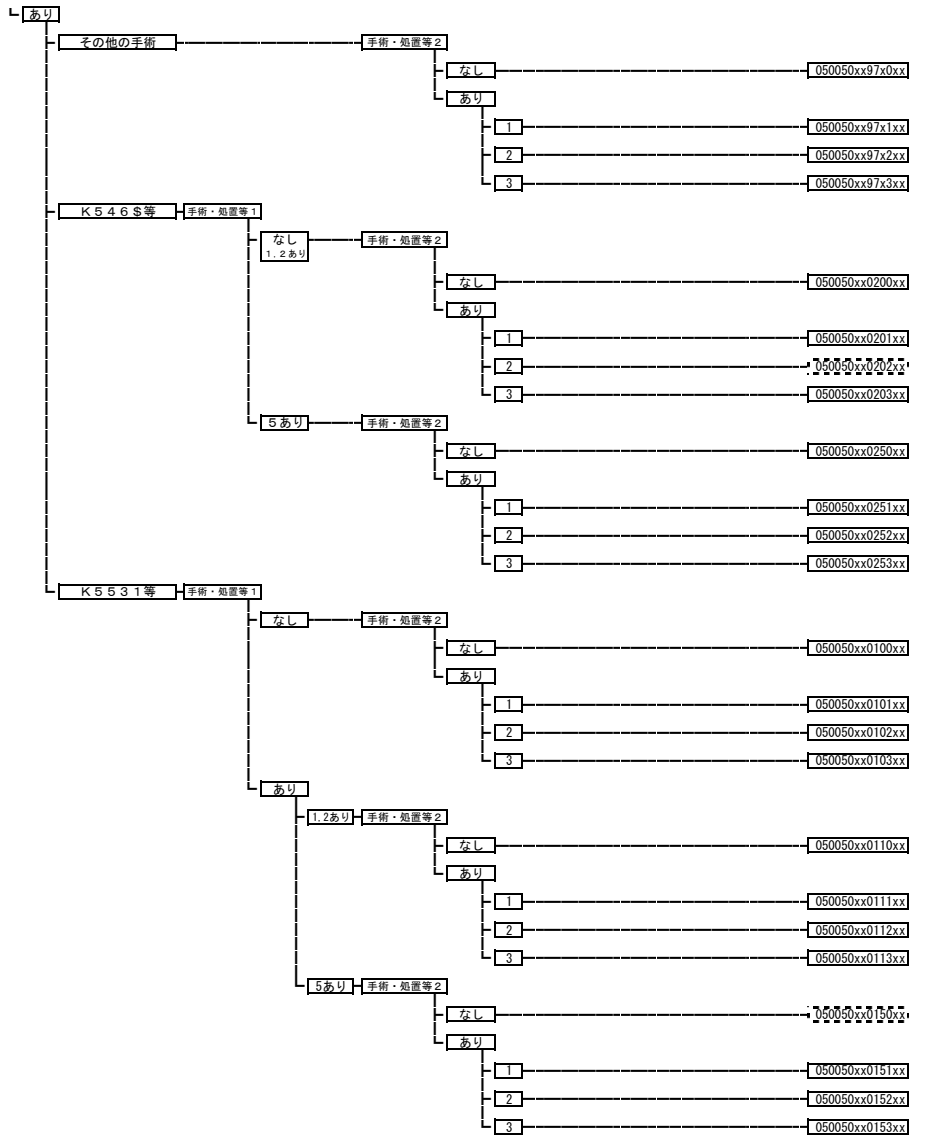 あり
その他の手術 手術・処置等2
なし 050050xx97x0xx
あり
1 050050xx97x1xx
2 050050xx97x2xx
3 050050xx97x3xx
K546$等 手術・処置等1
なし 手術・処置等2
1,2あり
なし 050050xx0200xx
あり
1 050050xx0201xx
2 050050xx0202xx
3 050050xx0203xx
5あり 手術・処置等2
なし 050050xx0250xx
あり
1 050050xx0251xx
2 050050xx0252xx
3 050050xx0253xx
K5531等 手術・処置等1
なし 手術・処置等2
なし 050050xx0100xx
あり
1 050050xx0101xx
2 050050xx0102xx
3 050050xx0103xx
あり
1,2あり 手術・処置等2
なし 050050xx0110xx
あり
1 050050xx0111xx
2 050050xx0112xx
3 050050xx0113xx
5あり 手術・処置等2
なし 050050xx0150xx
あり
1 050050xx0151xx
2 050050xx0152xx
3 050050xx0153xx